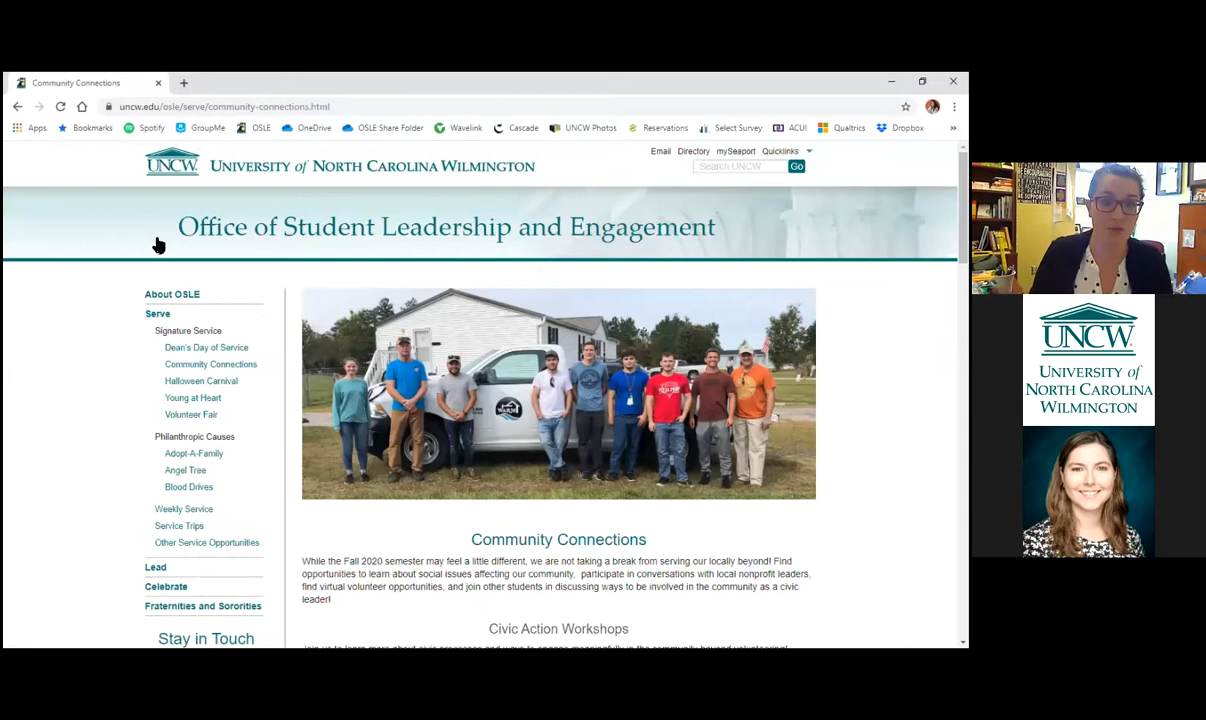 Community Connections
uncw.edu/osle/serve/community-connections.html
Apps Bookmarks Spotify GroupMe OSLE OneDrive OSLE Share Folder Wavelink Cascade UNCW Photos Reservations Select Survey ACUI Qualtrics Dropbox »
Email Directory mySeaport Quicklinks
UNCW UNIVERSITY of NORTH CAROLINA WILMINGTON
Search UNCW Go
Office of Student Leadership and Engagement
About OSLE
Serve
Signature Service
Dean's Day of Service
Community Connections
Halloween Carnival
Young at Heart
Volunteer Fair
Philanthropic Causes
Adopt-A-Family
Angel Tree
Blood Drives
Weekly Service
Service Trips
Other Service Opportunities
Lead
Celebrate
Fraternities and Sororities
Stay in Touch
WARM
Community Connections
While the Fall 2020 semester may feel a little different, we are not taking a break from serving our locally beyond! Find
opportunities to learn about social issues affecting our community, participate in conversations with local nonprofit leaders,
find virtual volunteer opportunities, and join other students in discussing ways to be involved in the community as a civic
leader!
Civic Action Workshops
UNCW
UNIVERSITY of
NORTH CAROLINA
WILMINGTON